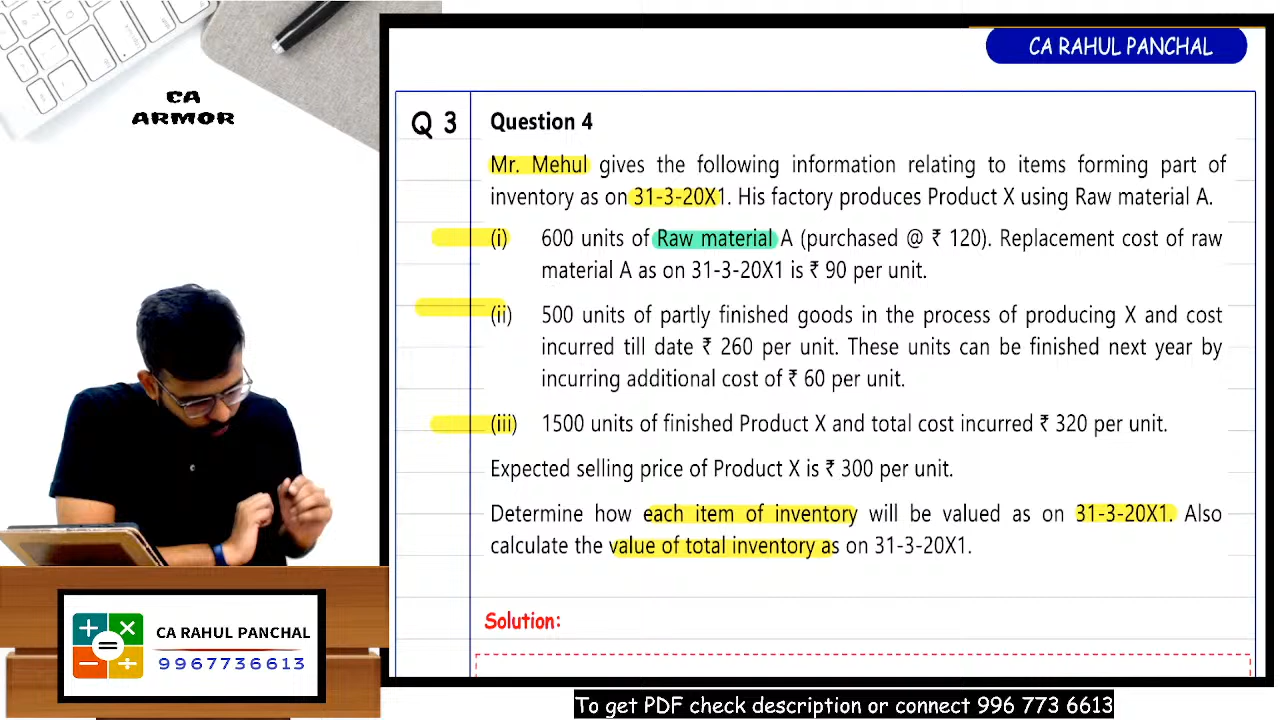 CA RAHUL PANCHAL
CA
ARMOR
Q 3 Question 4
Mr. Mehul gives the following information relating to items forming part of
inventory as on 31-3-20X1. His factory produces Product X using Raw material A.
(i) 600 units of Raw material A (purchased @ ₹ 120). Replacement cost of raw
material A as on 31-3-20X1 is ₹ 90 per unit.
(ii) 500 units of partly finished goods in the process of producing X and cost
incurred till date ₹ 260 per unit. These units can be finished next year by
incurring additional cost of ₹ 60 per unit.
(iii) 1500 units of finished Product X and total cost incurred ₹ 320 per unit.
Expected selling price of Product X is ₹ 300 per unit.
Determine how each item of inventory will be valued as on 31-3-20X1. Also
calculate the value of total inventory as on 31-3-20X1.
Solution:
CA RAHUL PANCHAL
9967736613
To get PDF check description or connect 996 773 6613